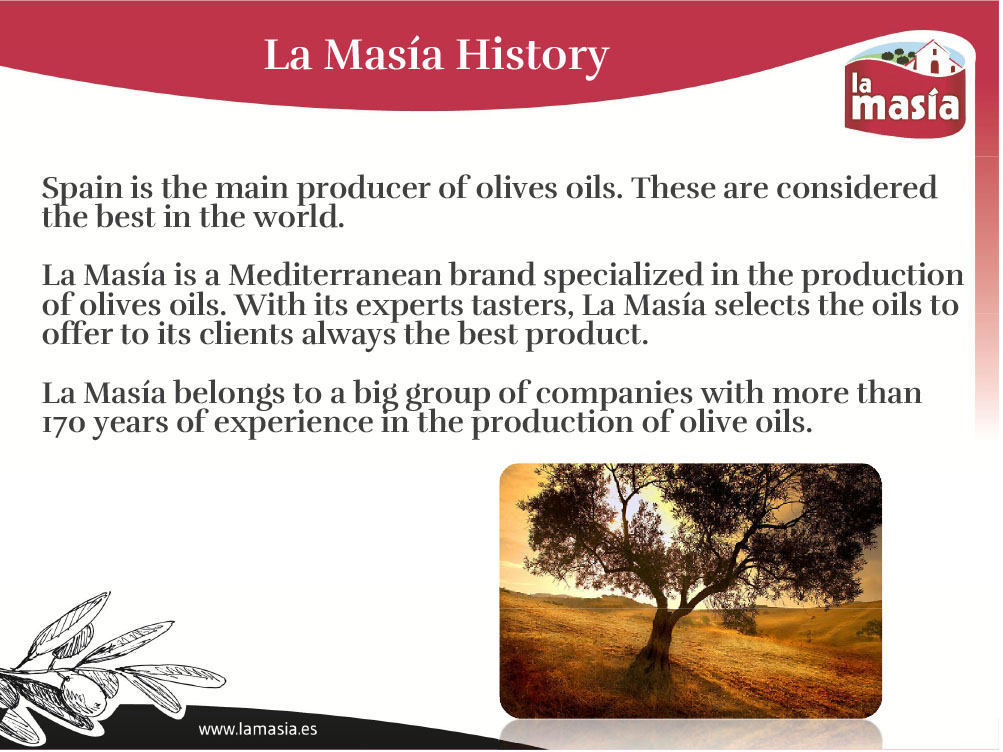 La Masía History
la
masía
Spain is the main producer of olives oils. These are considered
the best in the world.
La Masía is a Mediterranean brand specialized in the production
of olives oils. With its experts tasters, La Masía selects the oils to
offer to its clients always the best product.
La Masía belongs to a big group of companies with more than
170 years of experience in the production of olive oils.
www.lamasia.es